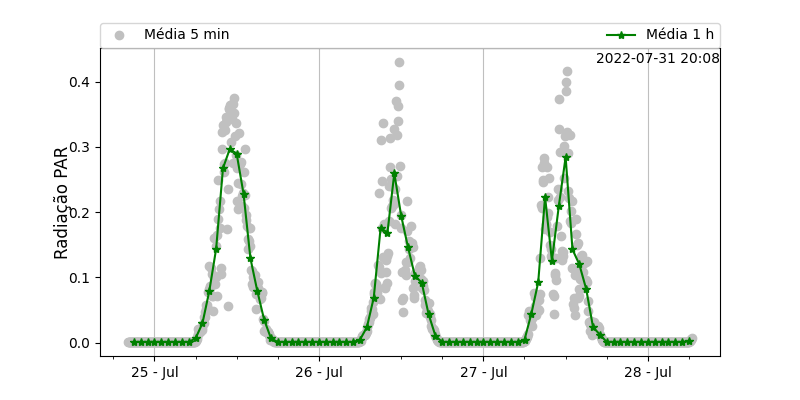 Média 5 min
Média 1 h
2022-07-31 20:08
Radiação PAR
0.4
0.3
0.2
0.1
0.0
25 - Jul
26 - Jul
27 - Jul
28 - Jul